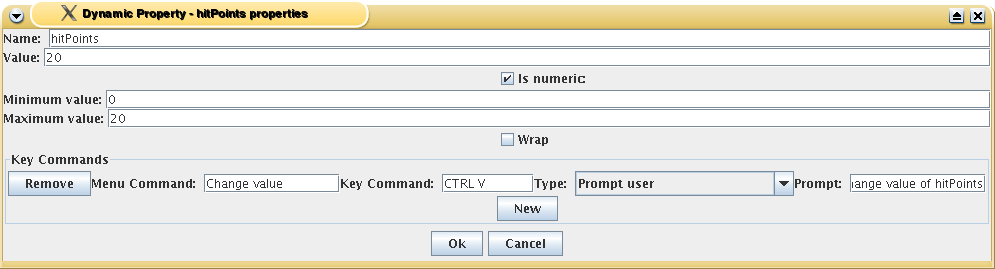 Dynamic Property - hitPoints properties
Name: hitPoints
Value: 20
Is numeric:
Minimum value: 0
Maximum value: 20
Wrap
Key Commands
Remove Menu Command: Change value Key Command: CTRL V Type: Prompt user Prompt: ange value of hitPoints
New
Ok Cancel